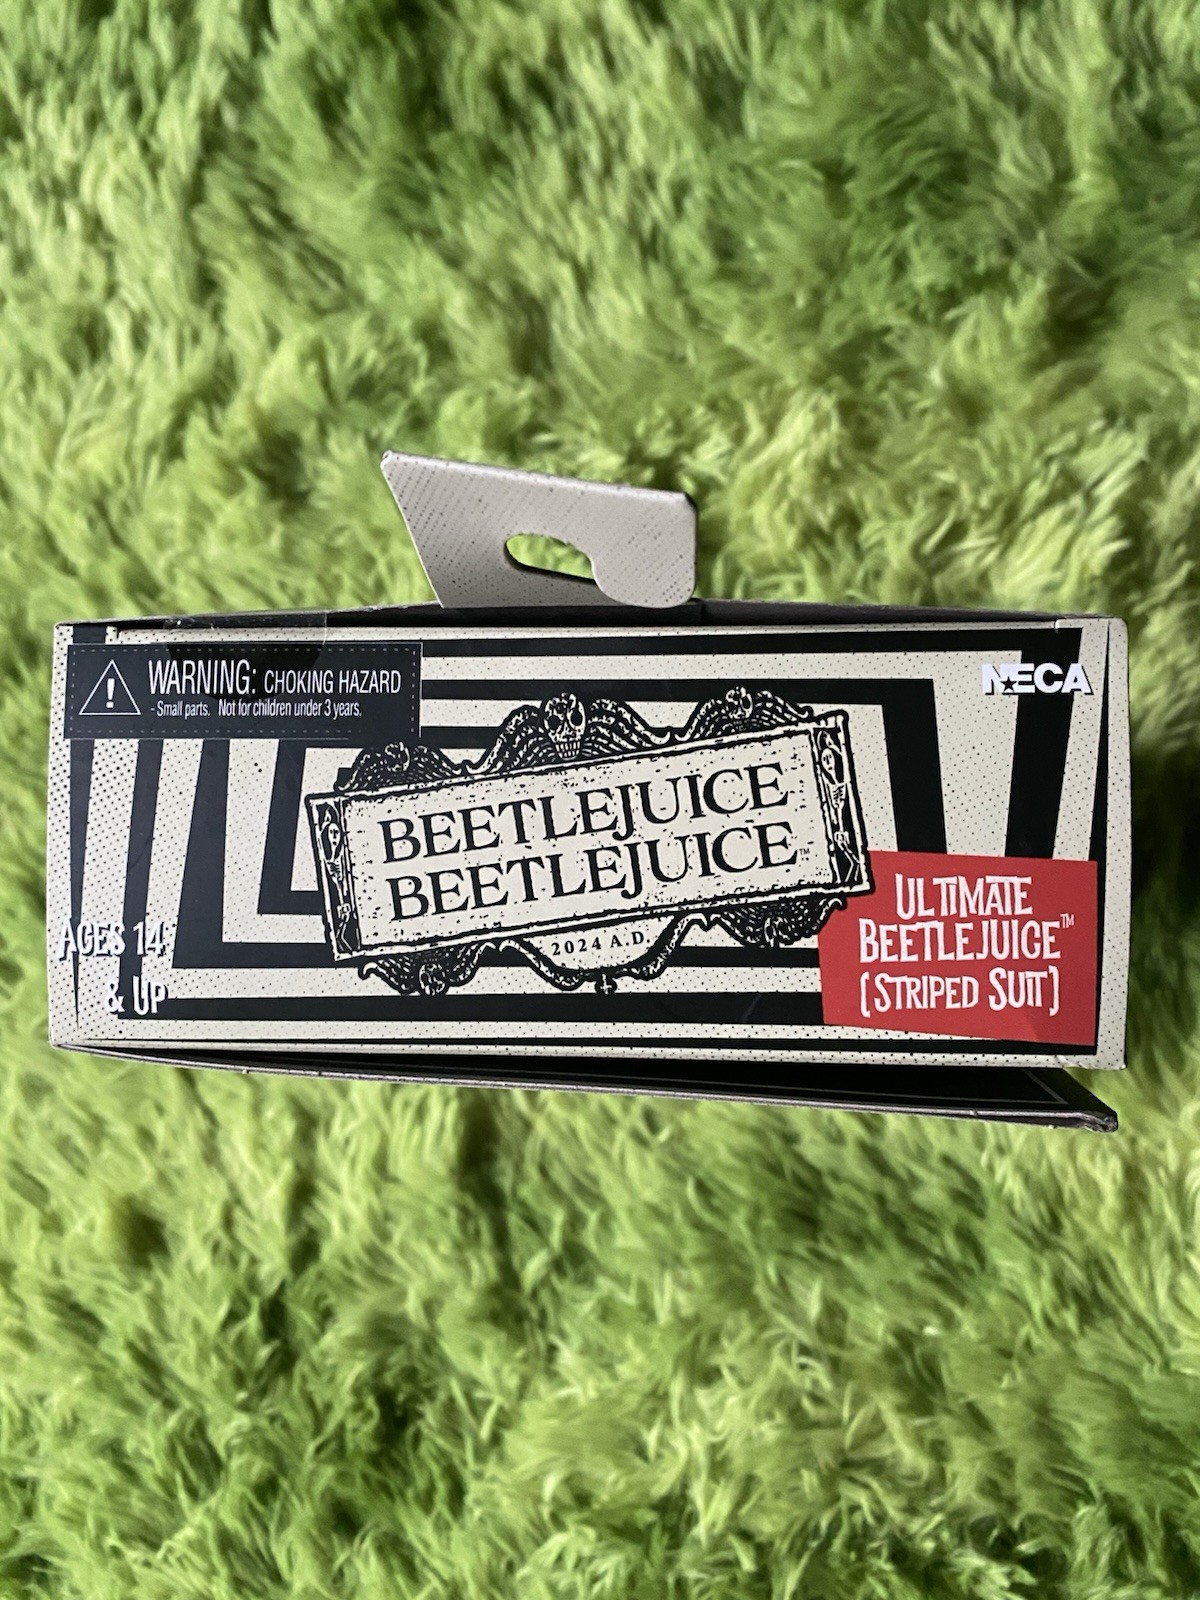 WARNING: CHOKING HAZARD
- Small parts. Not for children under 3 years.
NECA
BEETLEJUICE
BEETLEJUICE™
2024 A.D.
AGES 14
& UP
ULTIMATE
BEETLEJUICE™
(STRIPED SUIT)